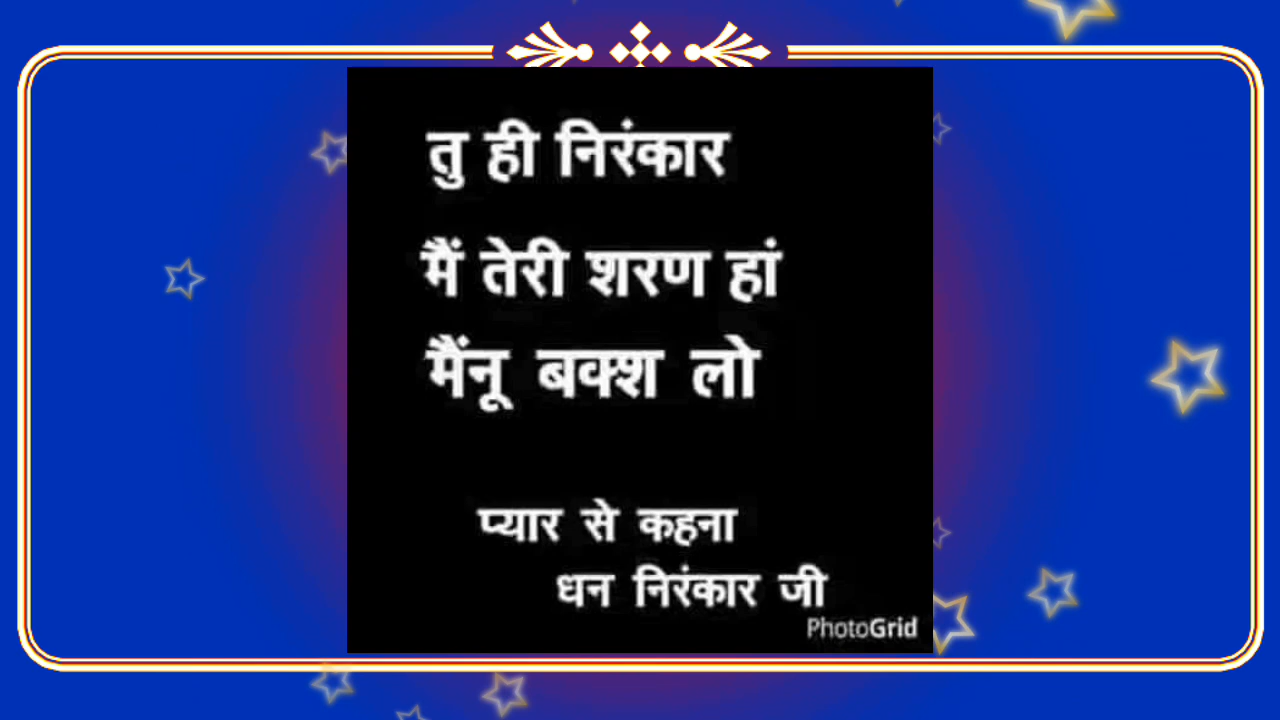 तु ही निरंकार
मैं तेरी शरण हां
मैंनू बक्श लो
प्यार से कहना
धन निरंकार जी
PhotoGrid